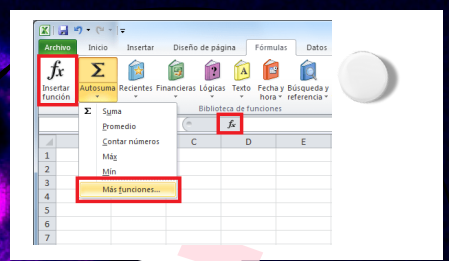 Archivo Inicio Insertar Diseño de página Fórmulas Datos
fx Σ A
Insertar función Autosuma Recientes Financieras Lógicas Texto Fecha y hora Búsqueda y referencia
Biblioteca de funciones
Σ Suma
fx
Promedio
Contar números
Máx
Mín
Más funciones...
C D E
1
2
3
4
5
6
7